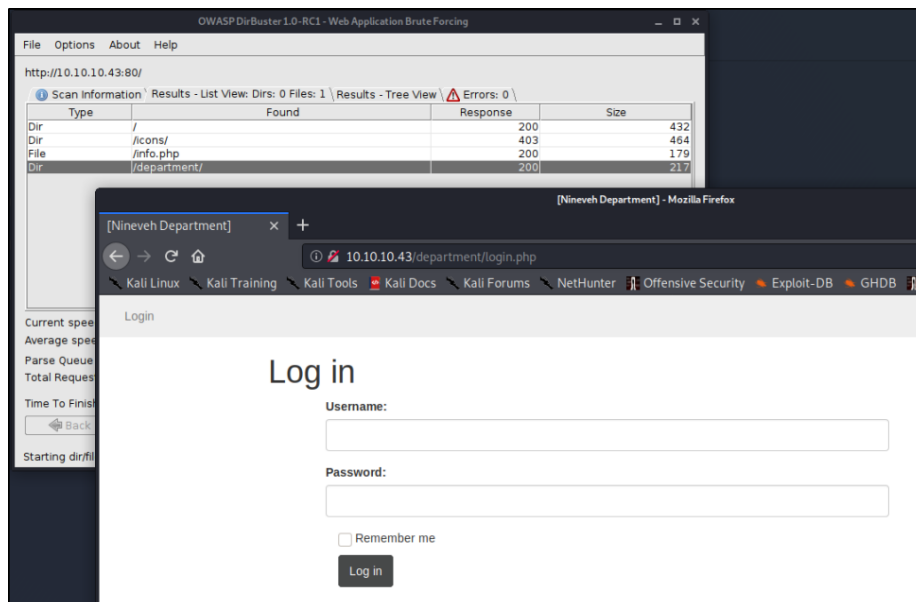 OWASP DirBuster 1.0-RC1 - Web Application Brute Forcing
File Options About Help
http://10.10.10.43:80/
Scan Information Results - List View: Dirs: 0 Files: 1 Results - Tree View Errors: 0
Type Found Response Size
Dir / 200 432
Dir /icons/ 403 464
File /info.php 200 179
Dir /department/ 200 217
Current spee
Average spee
Parse Queue
Total Reques
Time To Finish
Back
Starting dir/fil
[Nineveh Department] - Mozilla Firefox
[Nineveh Department]
10.10.10.43/department/login.php
Kali Linux Kali Training Kali Tools Kali Docs Kali Forums NetHunter Offensive Security Exploit-DB GHDB
Login
Log in
Username:
Password:
Remember me
Log in